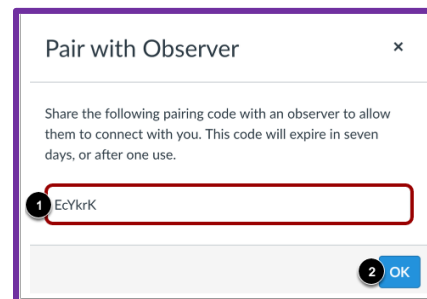 Pair with Observer ×
Share the following pairing code with an observer to allow
them to connect with you. This code will expire in seven
days, or after one use.
1 EcYkrK
2 OK